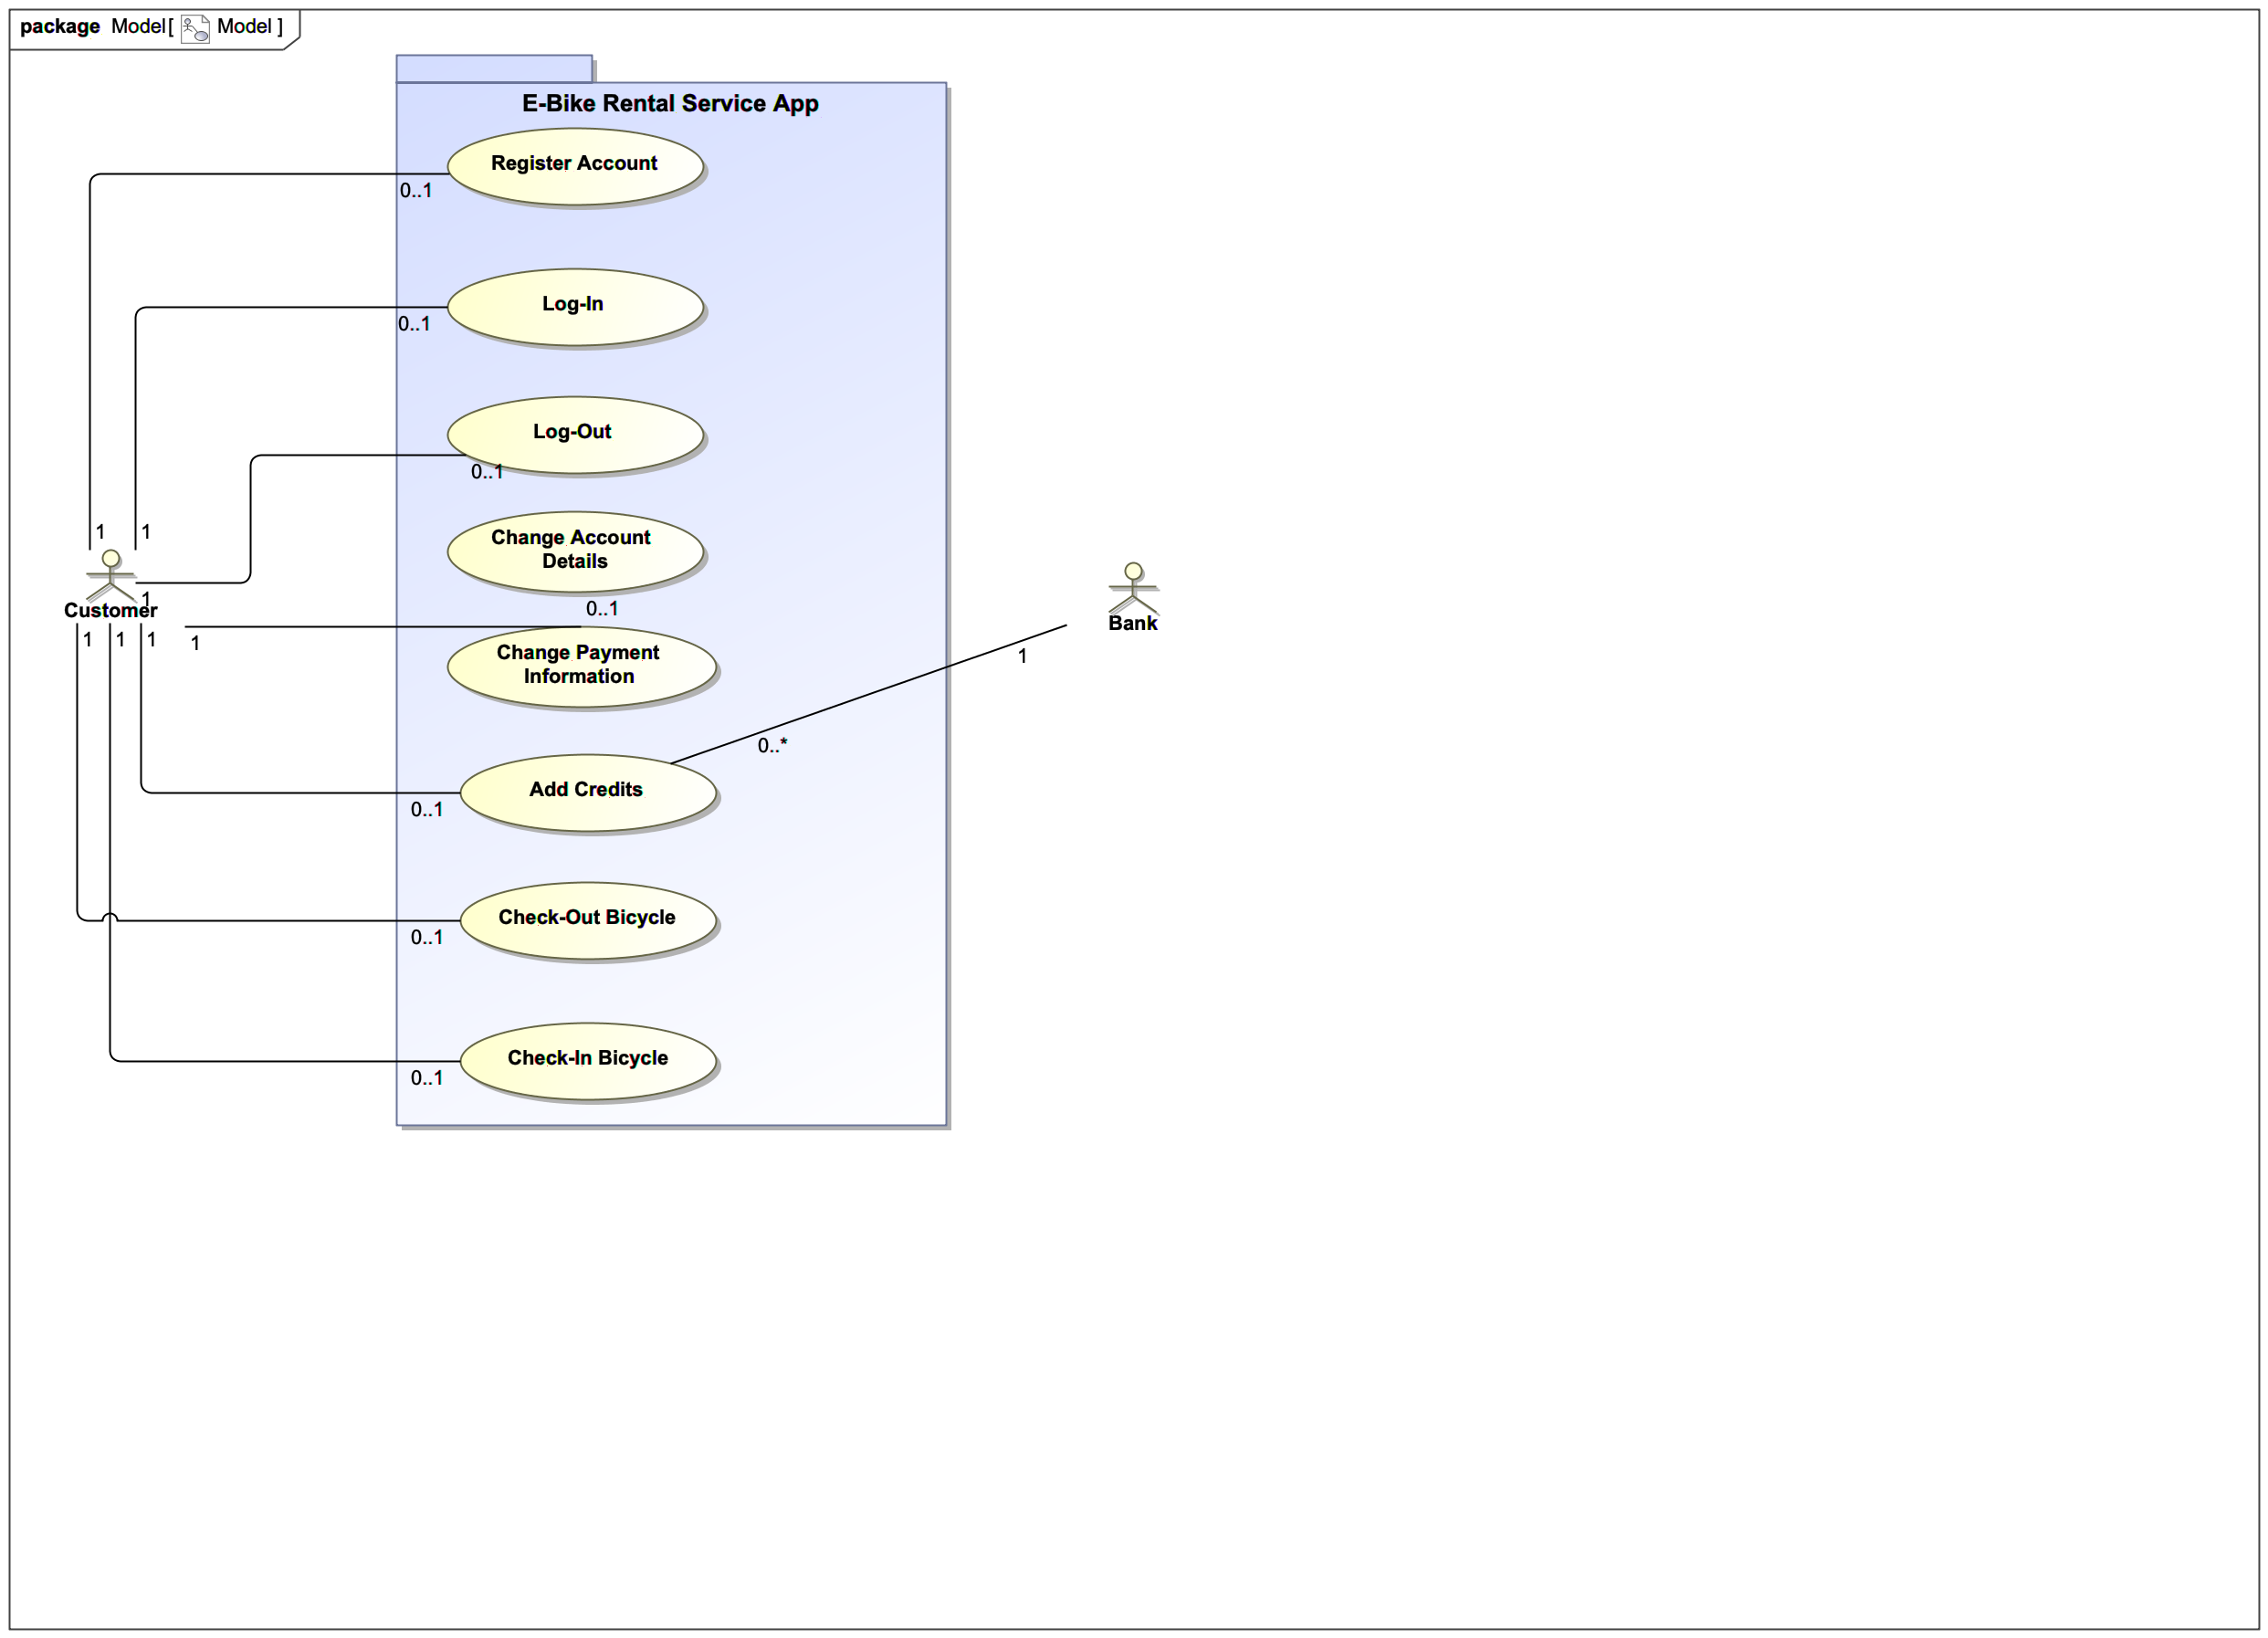 package Model[ Model ]
E-Bike Rental Service App
Register Account
0..1
Log-In
0..1
Log-Out
0..1
1
1
Change Account
Details
1
Customer
0..1
Bank
1
1
1
1
1
Change Payment
Information
0..*
Add Credits
0..1
Check-Out Bicycle
0..1
Check-In Bicycle
0..1